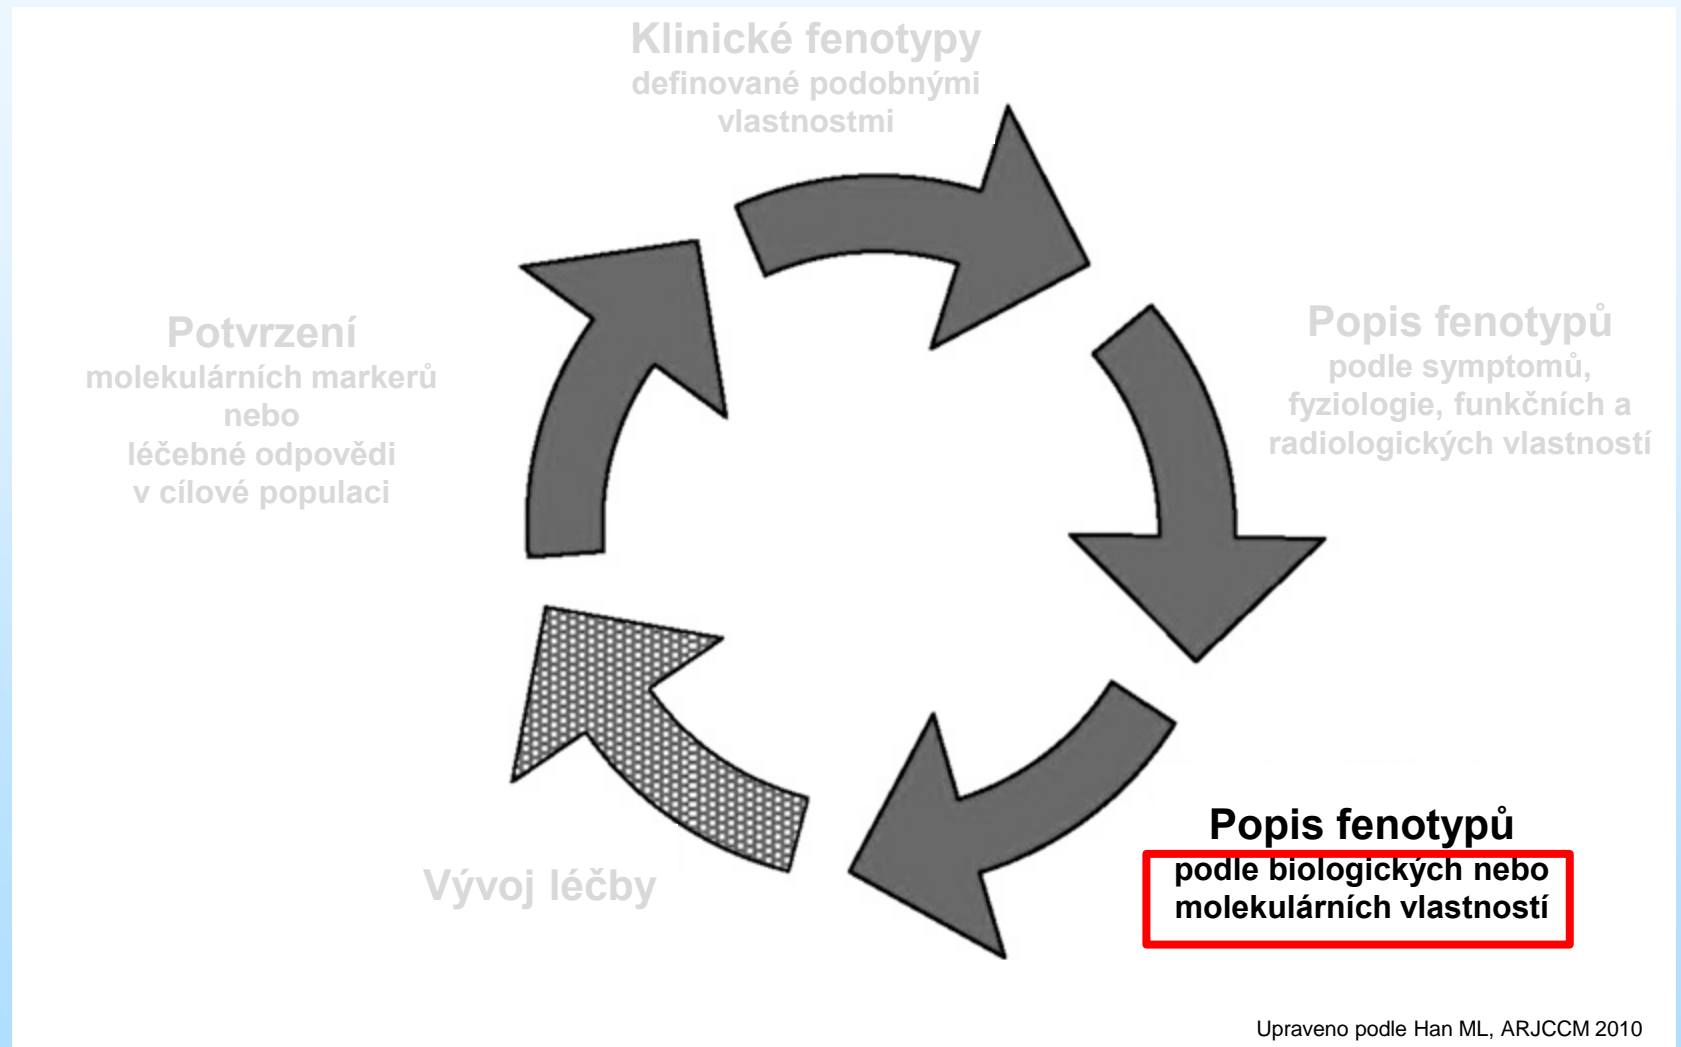 Klinické fenotypy
definované podobnými
vlastnostmi
Popis fenotypů
podle symptomů,
fyziologie, funkčních a
radiologických vlastností
Popis fenotypů
podle biologických nebo
molekulárních vlastností
Vývoj léčby
Potvrzení
molekulárních markerů
nebo
léčebné odpovědi
v cílové populaci
Upraveno podle Han ML, ARJCCM 2010